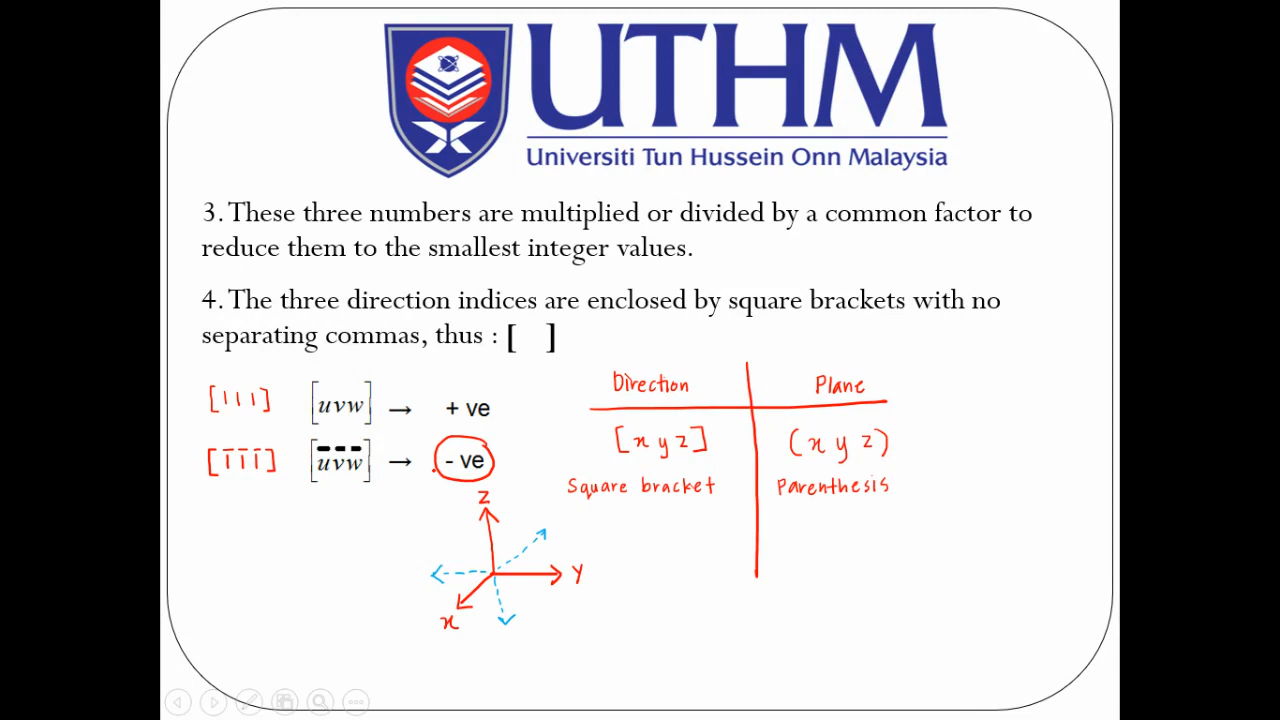 UTHM
Universiti Tun Hussein Onn Malaysia
3. These three numbers are multiplied or divided by a common factor to
reduce them to the smallest integer values.
4. The three direction indices are enclosed by square brackets with no
separating commas, thus : [ ]
[111] [uvw] → + ve
[1̅1̅1̅] [u̅v̅w̅] → - ve
Direction Plane
[x y z] (x y z)
Square bracket Parenthesis
Z
Y
x